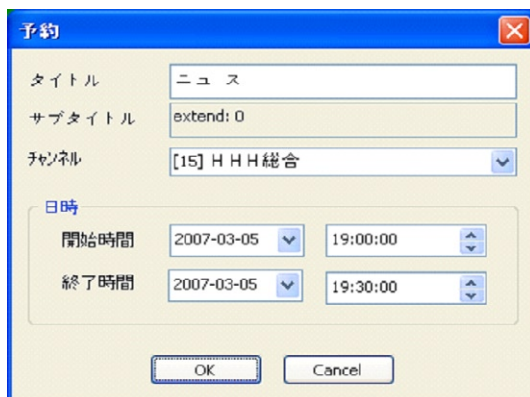 予約
タイトル ニュ ス
サブタイトル extend: 0
チャンネル [15] HHH総合
日時
開始時間 2007-03-05 19:00:00
終了時間 2007-03-05 19:30:00
OK Cancel